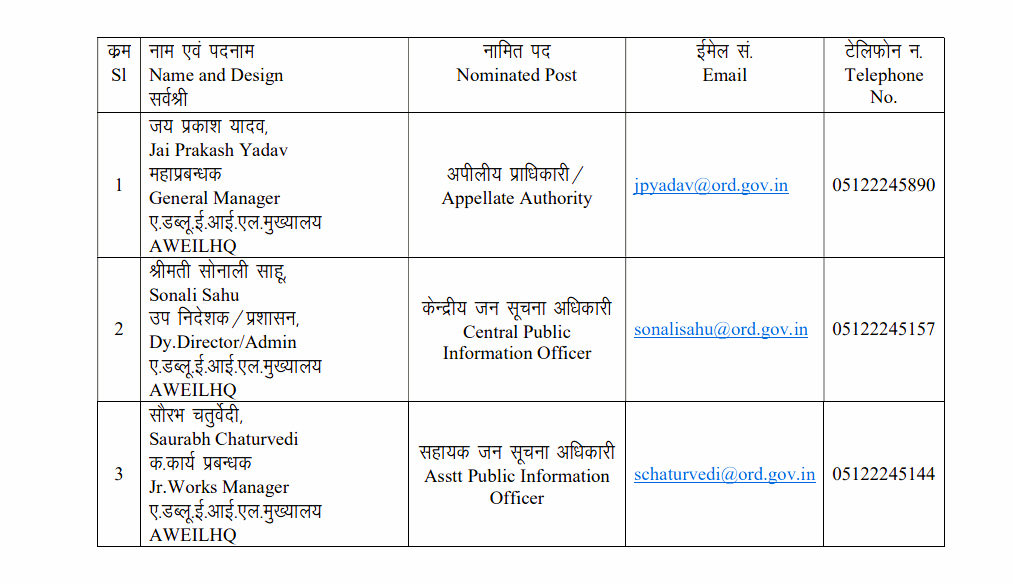 क्रम
Sl
नाम एवं पदनाम
Name and Design
सर्वश्री
नामित पद
Nominated Post
ईमेल सं.
Email
टेलिफोन न.
Telephone
No.
1
जय प्रकाश यादव,
Jai Prakash Yadav
महाप्रबन्धक
General Manager
ए.डब्लू.ई.आई.एल.मुख्यालय
AWEILHQ
अपीलीय प्राधिकारी/
Appellate Authority
jpyadav@ord.gov.in
05122245890
2
श्रीमती सोनाली साहू,
Sonali Sahu
उप निदेशक/प्रशासन,
Dy.Director/Admin
ए.डब्लू.ई.आई.एल.मुख्यालय
AWEILHQ
केन्द्रीय जन सूचना अधिकारी
Central Public
Information Officer
sonalisahu@ord.gov.in
05122245157
3
सौरभ चतुर्वेदी,
Saurabh Chaturvedi
क.कार्य प्रबन्धक
Jr.Works Manager
ए.डब्लू.ई.आई.एल.मुख्यालय
AWEILHQ
सहायक जन सूचना अधिकारी
Asstt Public Information
Officer
schaturvedi@ord.gov.in
05122245144